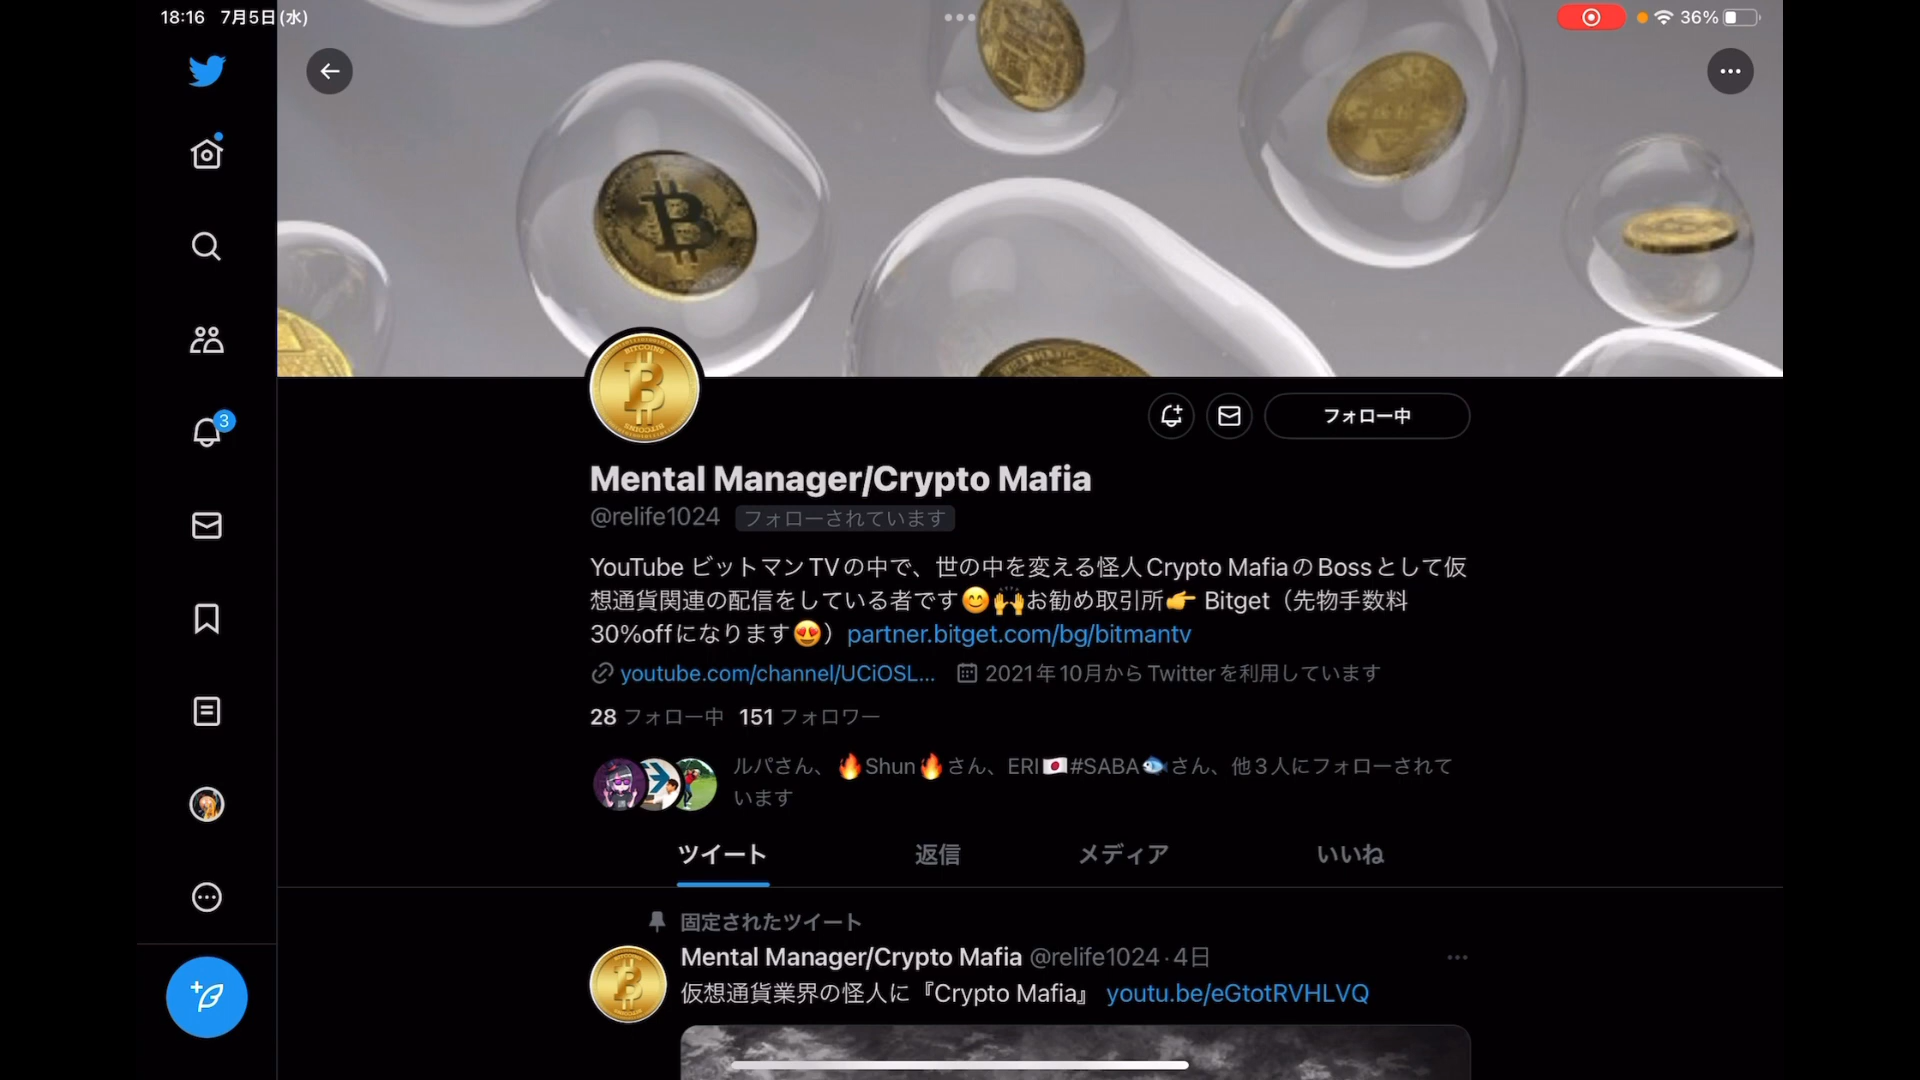 18:16 7月5日(水)
36%
3
フォロー中
Mental Manager/Crypto Mafia
@relife1024 フォローされています
YouTube ビットマンTVの中で、世の中を変える怪人Crypto MafiaのBossとして仮
想通貨関連の配信をしている者です😊🙌お勧め取引所👉 Bitget（先物手数料
30%offになります😍） partner.bitget.com/bg/bitmantv
youtube.com/channel/UCiOSL... 2021年10月からTwitterを利用しています
28 フォロー中 151 フォロワー
ルパさん、🔥Shun🔥さん、ERI🇯🇵#SABA🐟さん、他3人にフォローされて
います
ツイート 返信 メディア いいね
固定されたツイート
Mental Manager/Crypto Mafia @relife1024·4日
仮想通貨業界の怪人に『Crypto Mafia』 youtu.be/eGtotRVHLVQ